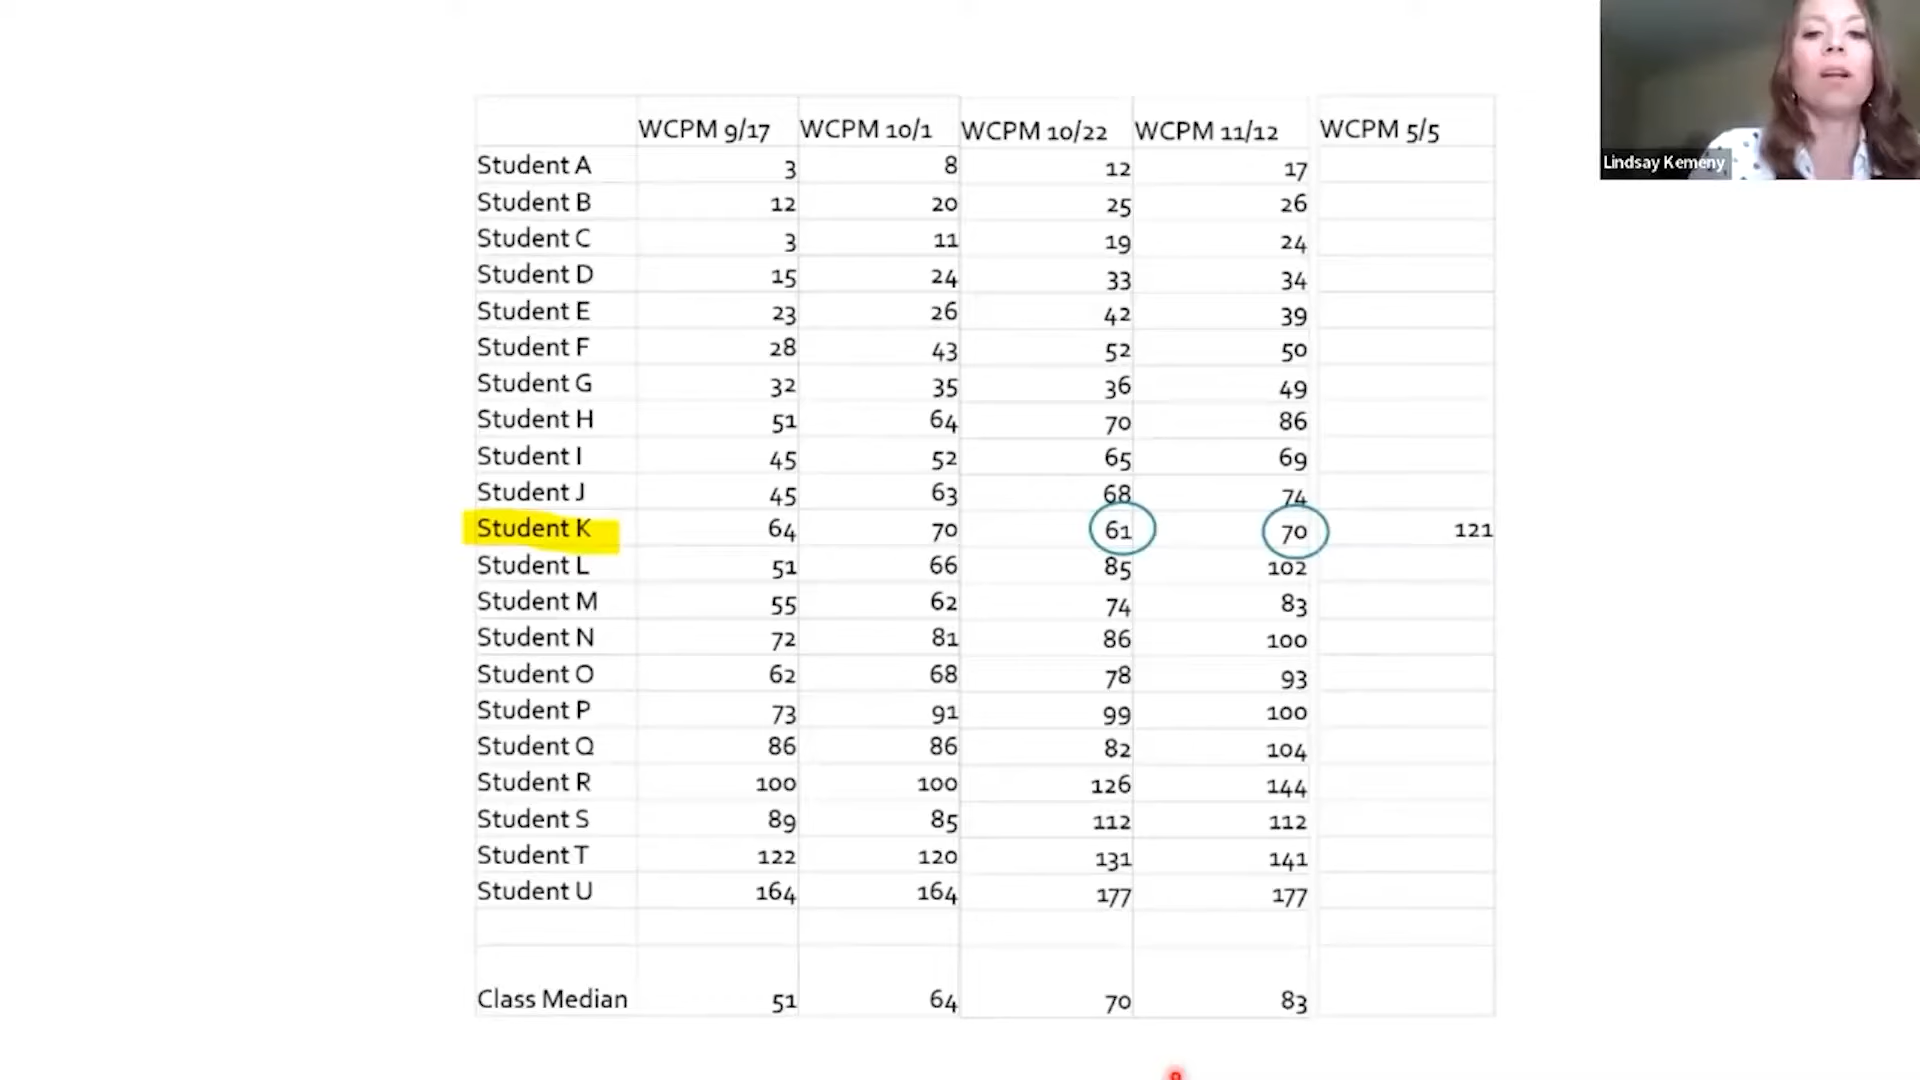 WCPM 9/17 WCPM 10/1 WCPM 10/22 WCPM 11/12 WCPM 5/5
Lindsay Kemeny
Student A 3 8 12 17
Student B 12 20 25 26
Student C 3 11 19 24
Student D 15 24 33 34
Student E 23 26 42 39
Student F 28 43 52 50
Student G 32 35 36 49
Student H 51 64 70 86
Student I 45 52 65 69
Student J 45 63 68 74
Student K 64 70 61 70 121
Student L 51 66 85 102
Student M 55 62 74 83
Student N 72 81 86 100
Student O 62 68 78 93
Student P 73 91 99 100
Student Q 86 86 82 104
Student R 100 100 126 144
Student S 89 85 112 112
Student T 122 120 131 141
Student U 164 164 177 177
Class Median 51 64 70 83